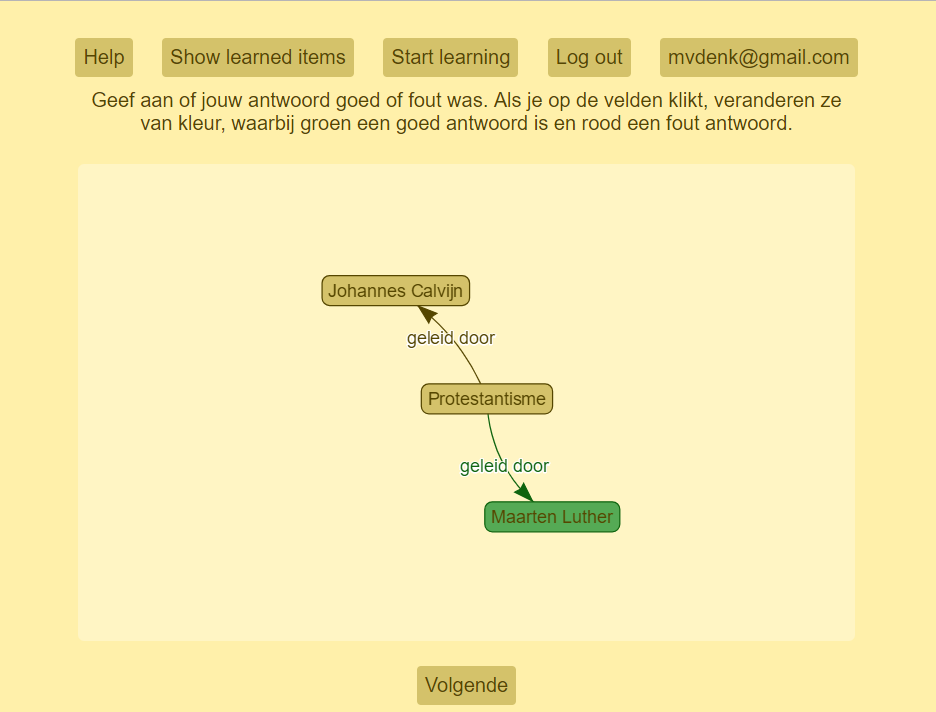 Help Show learned items Start learning Log out mvdenk@gmail.com
Geef aan of jouw antwoord goed of fout was. Als je op de velden klikt, veranderen ze
van kleur, waarbij groen een goed antwoord is en rood een fout antwoord.
Johannes Calvijn
geleid door
Protestantisme
geleid door
Maarten Luther
Volgende